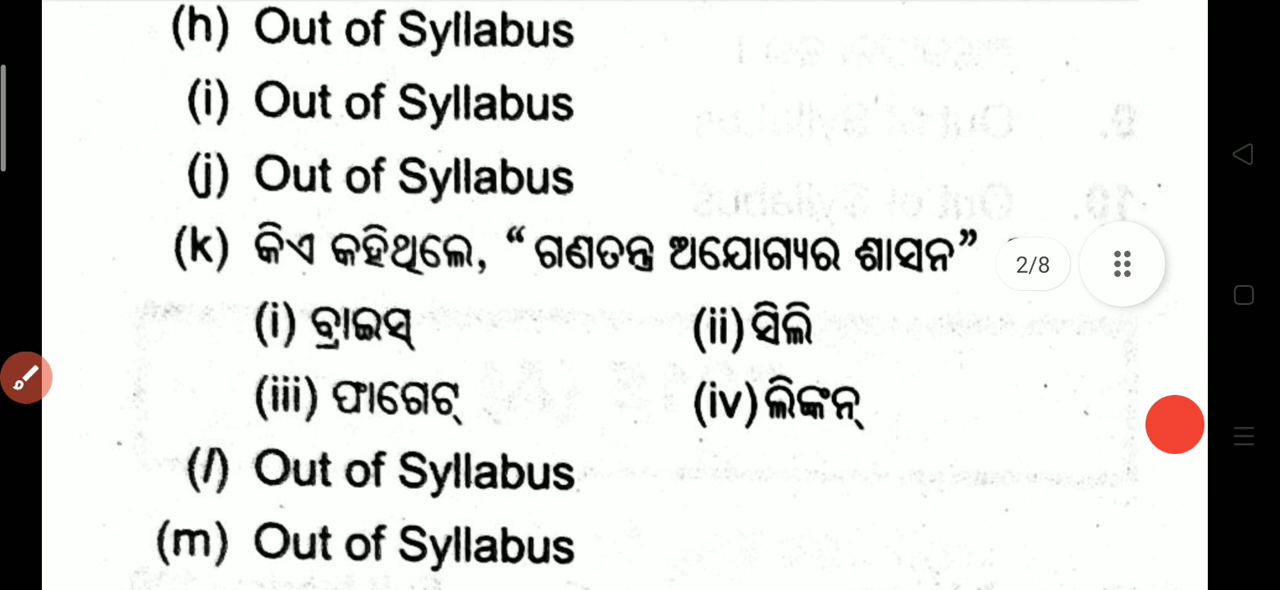 (h) Out of Syllabus
(i) Out of Syllabus
(j) Out of Syllabus
(k) କିଏ କହିଥିଲେ, “ ଗଣତନ୍ତ୍ର ଅଯୋଗ୍ୟର ଶାସନ”
2/8
(i) ବ୍ରାଇସ୍ (ii) ସିଲି
(iii) ଫାଗେଟ୍ (iv) ଲିଙ୍କନ୍
(l) Out of Syllabus
(m) Out of Syllabus